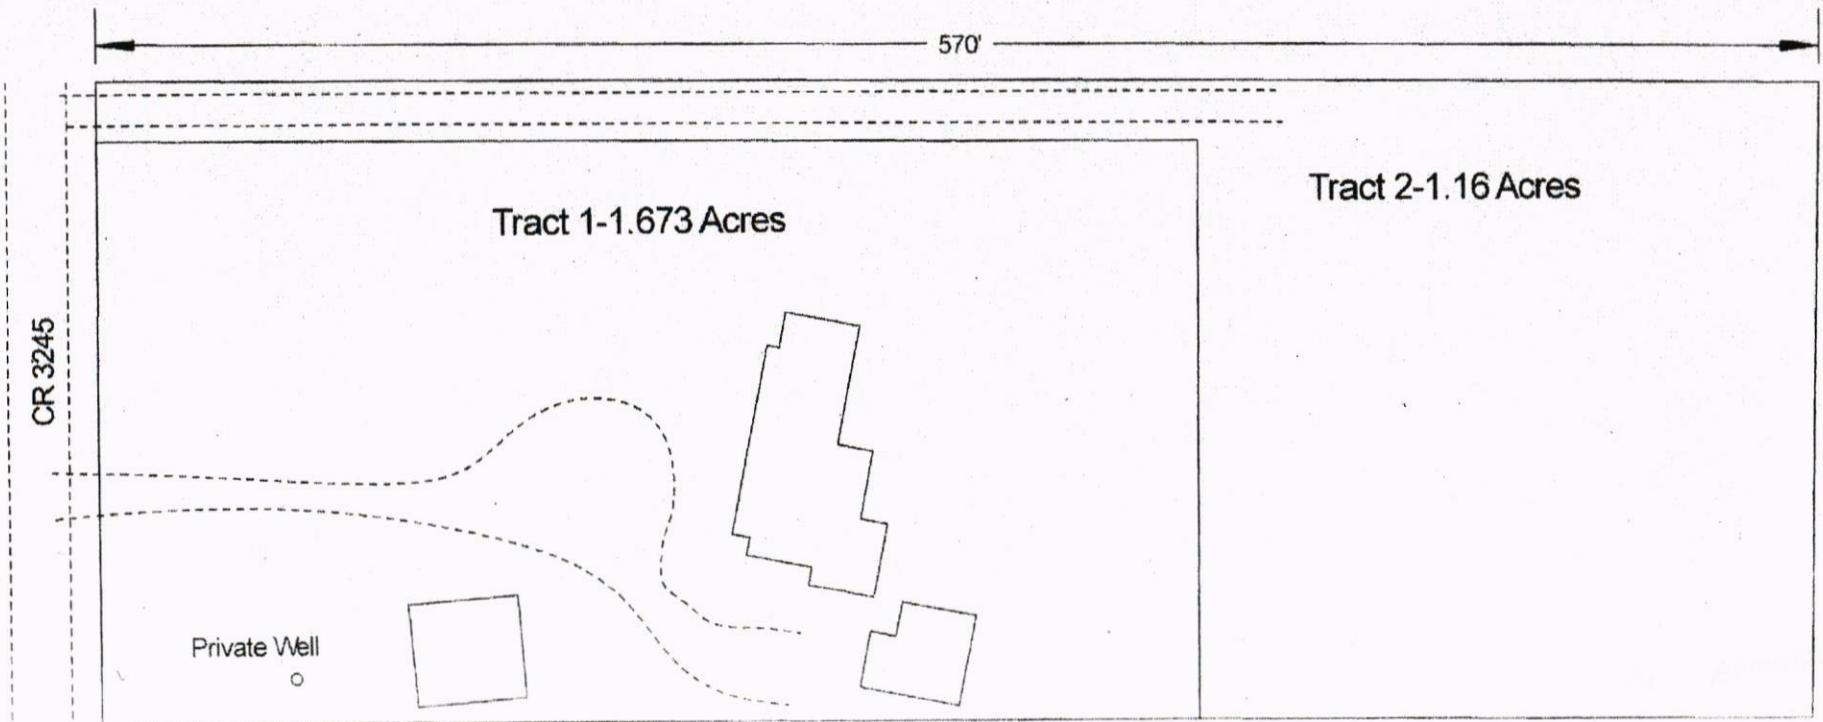 570'
Tract 1-1.673 Acres
Tract 2-1.16 Acres
CR 3245
Private Well